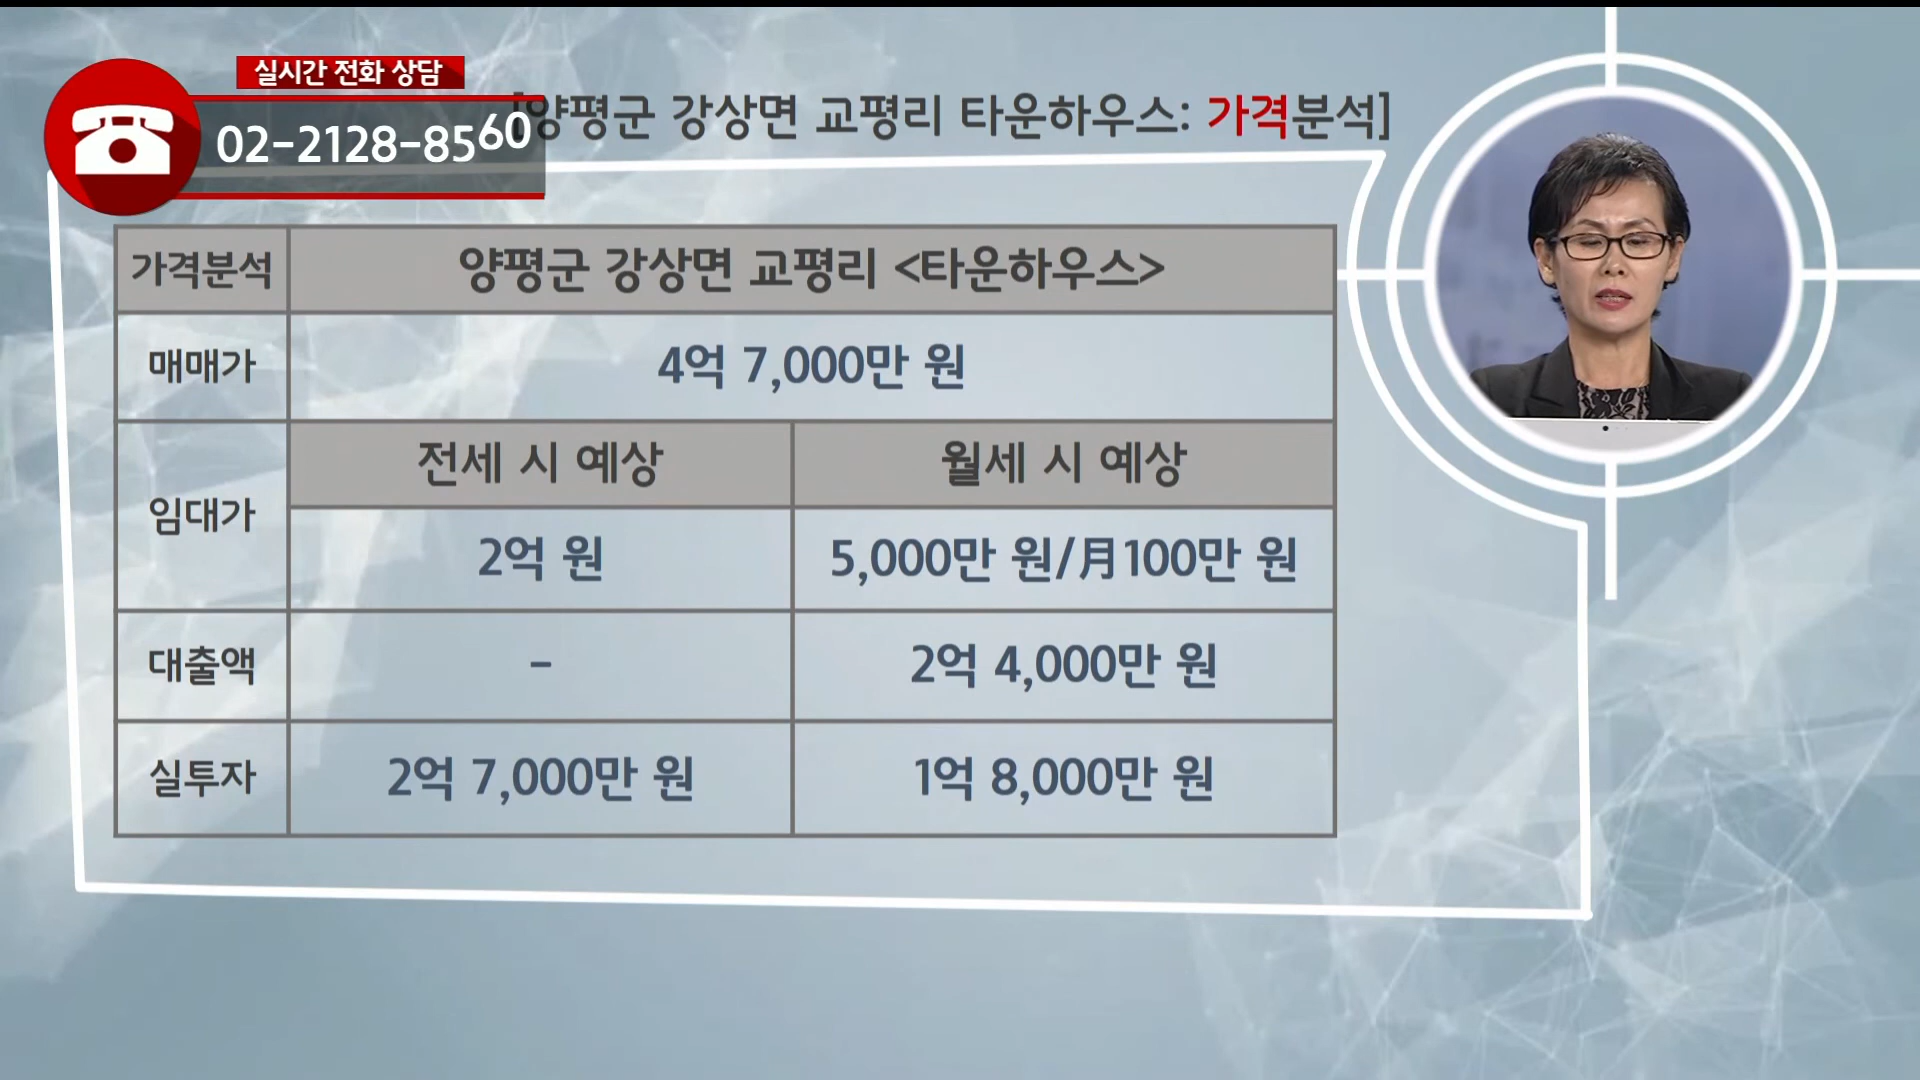 실시간 전화 상담
02-2128-8560
[양평군 강상면 교평리 타운하우스: 가격분석]
가격분석 양평군 강상면 교평리 <타운하우스>
매매가 4억 7,000만 원
임대가 전세 시 예상 월세 시 예상
2억 원 5,000만 원/月100만 원
대출액 - 2억 4,000만 원
실투자 2억 7,000만 원 1억 8,000만 원